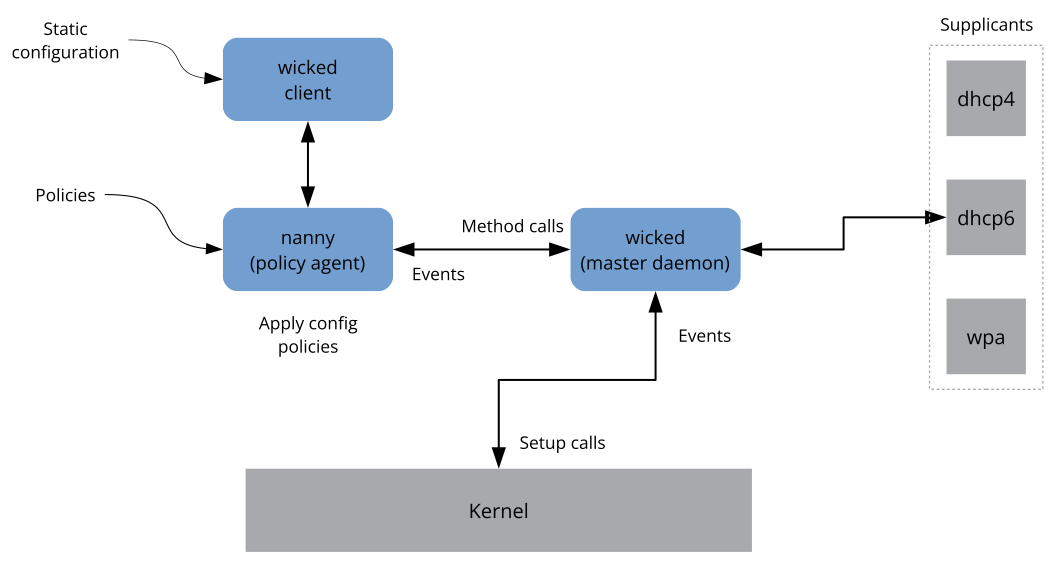 Static
configuration
wicked
client
Supplicants
dhcp4
Policies
nanny
(policy agent)
Method calls
Events
wicked
(master daemon)
dhcp6
Apply config
policies
Events
wpa
Setup calls
Kernel